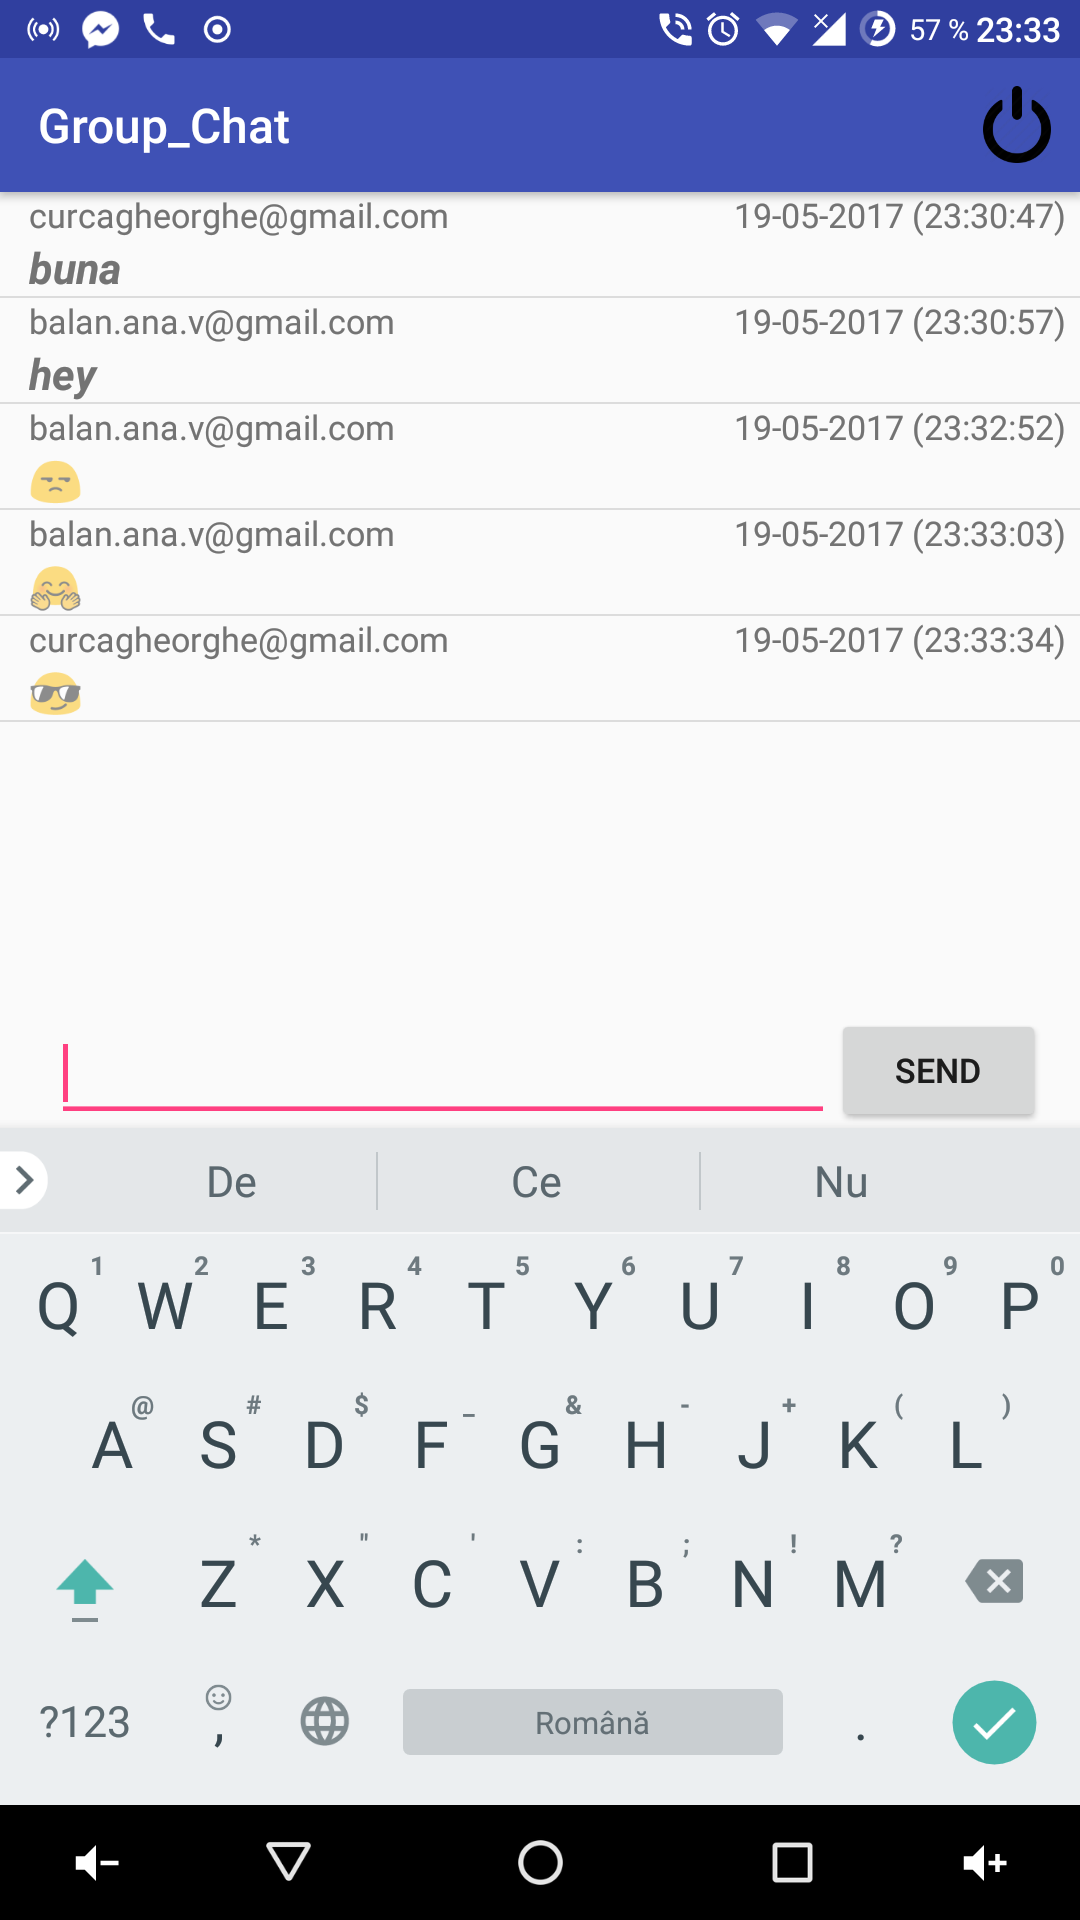 57 % 23:33
Group_Chat
curcagheorghe@gmail.com 19-05-2017 (23:30:47)
buna
balan.ana.v@gmail.com 19-05-2017 (23:30:57)
hey
balan.ana.v@gmail.com 19-05-2017 (23:32:52)
😒
balan.ana.v@gmail.com 19-05-2017 (23:33:03)
🤗
curcagheorghe@gmail.com 19-05-2017 (23:33:34)
😎
SEND
De Ce Nu
1 2 3 4 5 6 7 8 9 0
Q W E R T Y U I O P
@ # $ _ & - + ( )
A S D F G H J K L
* " ' : ; ! ?
Z X C V B N M
?123 , Română .